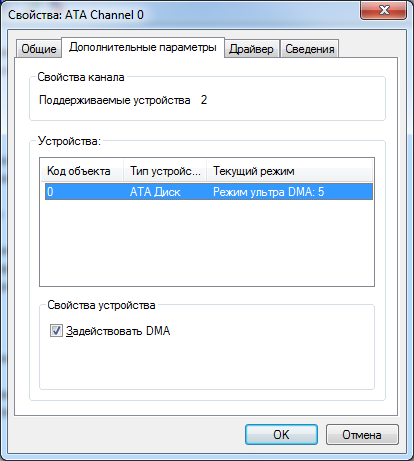 Свойства: ATA Channel 0
Общие Дополнительные параметры Драйвер Сведения
Свойства канала
Поддерживаемые устройства 2
Устройства:
Код объекта Тип устройс... Текущий режим
0 АТА Диск Режим ультра DMA: 5
Свойства устройства
Задействовать DMA
OK Отмена